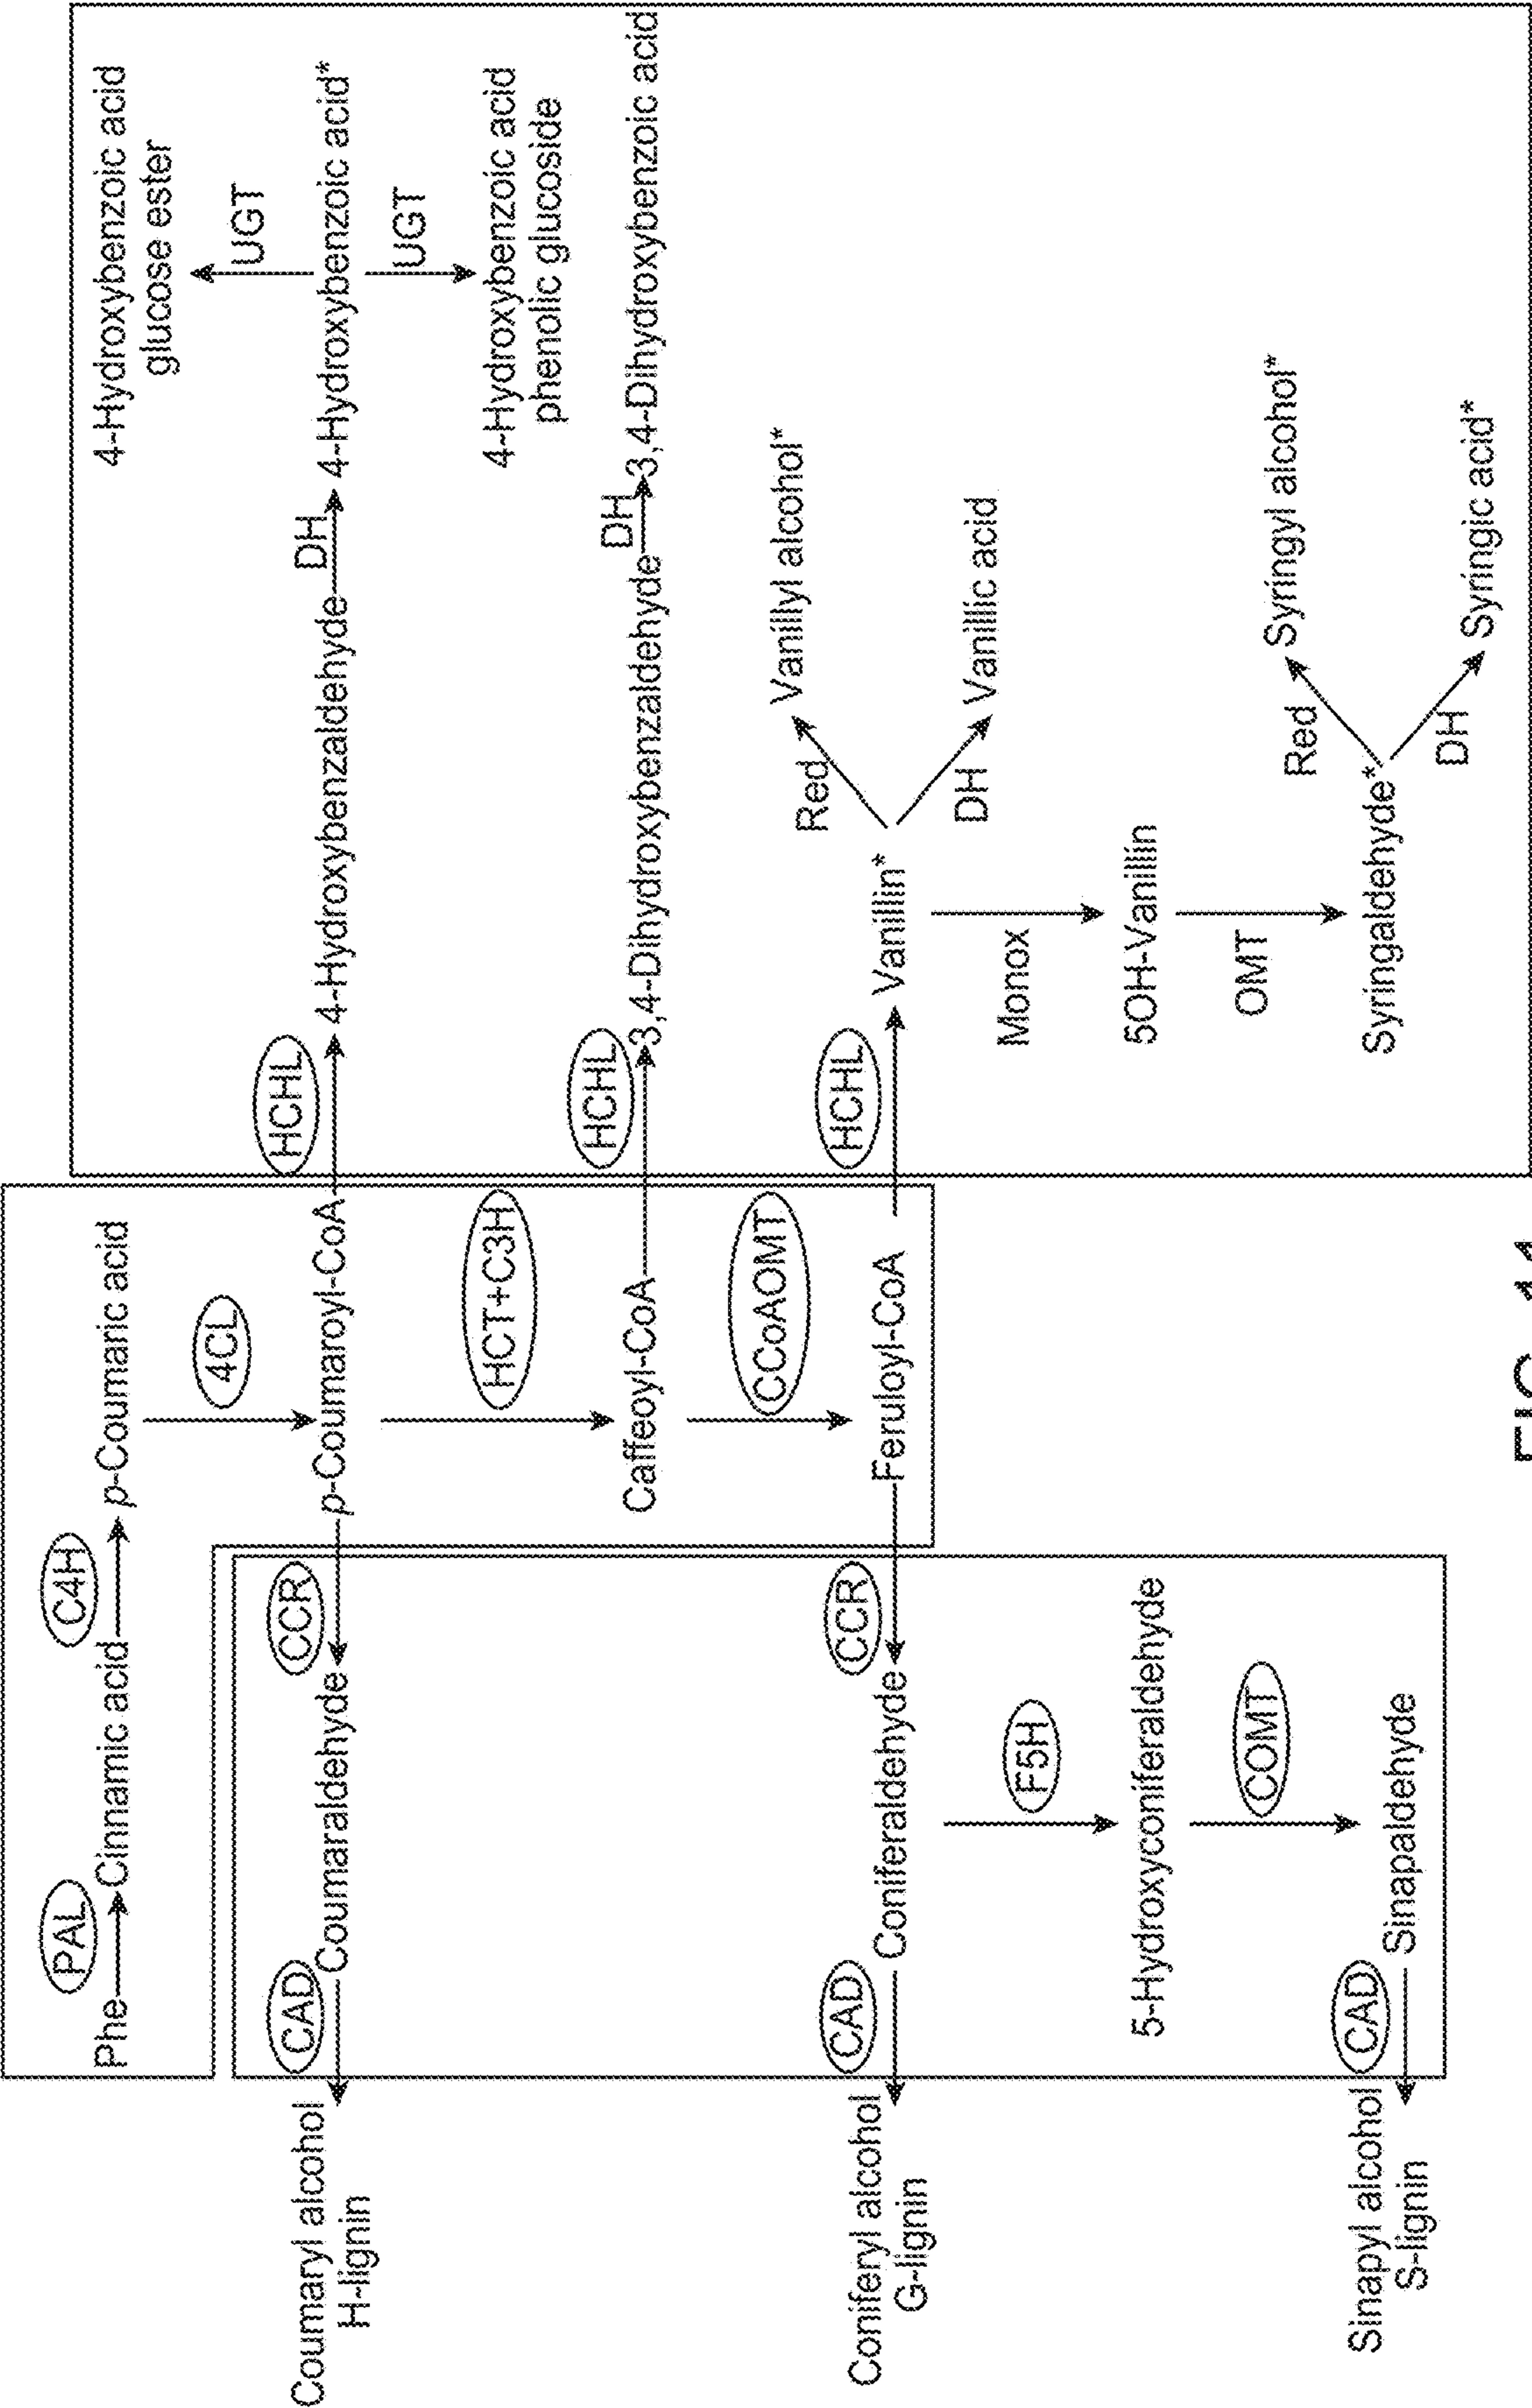 PAL
C4H
Phe
Cinnamic acid
p-Coumaric acid
4CL
4-Hydroxybenzoic acid
glucose ester
UGT
CAD
CCR
HCHL
DH
Coumaryl alcohol
H-lignin
Coumaraldehyde
p-Coumaroyl-CoA
4-Hydroxybenzaldehyde
4-Hydroxybenzoic acid*
UGT
HCT+C3H
4-Hydroxybenzoic acid
phenolic glucoside
HCHL
DH
Caffeoyl-CoA
3,4-Dihydroxybenzaldehyde
3,4-Dihydroxybenzoic acid
CCoAOMT
Vanillyl alcohol*
Red
CAD
CCR
HCHL
Coniferyl alcohol
G-lignin
Coniferaldehyde
Feruloyl-CoA
Vanillin*
DH
Vanillic acid
F5H
Monox
5-Hydroxyconiferaldehyde
5OH-Vanillin
COMT
OMT
Syringyl alcohol*
Red
CAD
Sinapyl alcohol
S-lignin
Sinapaldehyde
Syringaldehyde*
DH
Syringic acid*